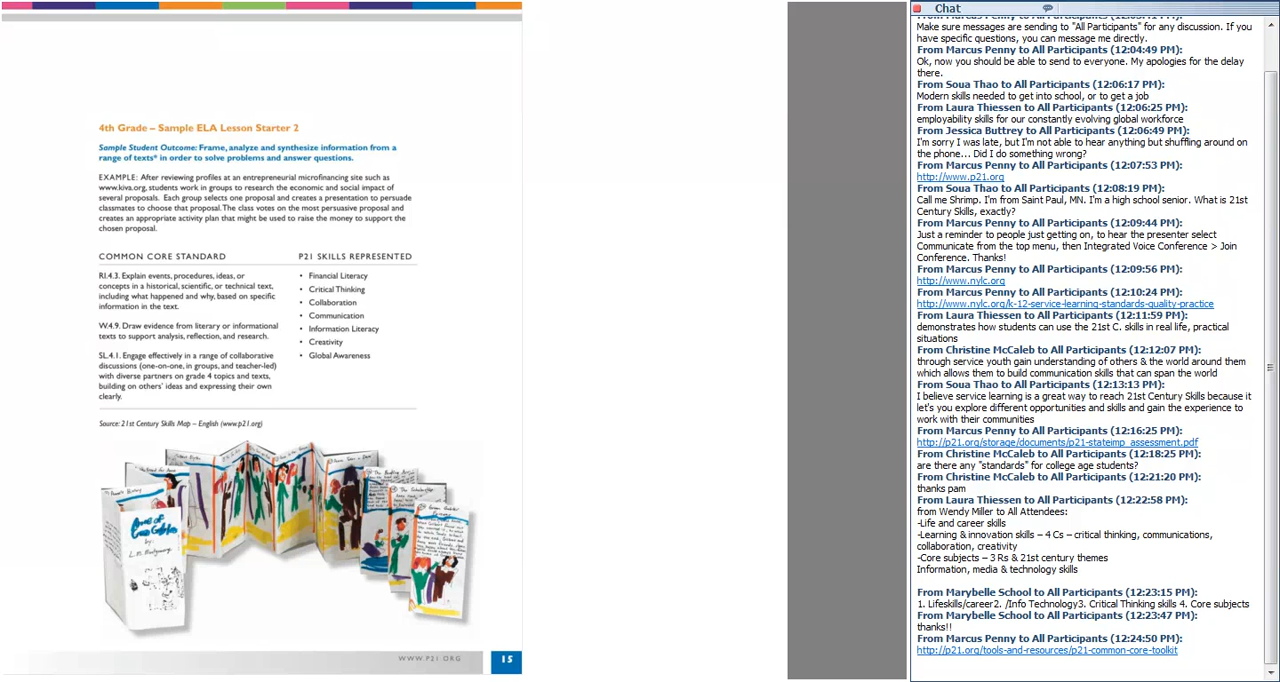 4th Grade – Sample ELA Lesson Starter 2
Sample Student Outcome: Frame, analyze and synthesize information from a
range of texts* in order to solve problems and answer questions.
EXAMPLE: After reviewing profiles at an entrepreneurial microfinancing site such as
www.kiva.org, students work in groups to research the economic and social impact of
several proposals. Each group selects one proposal and creates a presentation to persuade
classmates to choose that proposal. The class votes on the most persuasive proposal and
creates an appropriate activity plan that might be used to raise the money to support the
chosen proposal.
COMMON CORE STANDARD
RI.4.3. Explain events, procedures, ideas, or
concepts in a historical, scientific, or technical text,
including what happened and why, based on specific
information in the text.
W.4.9. Draw evidence from literary or informational
texts to support analysis, reflection, and research.
SL.4.1. Engage effectively in a range of collaborative
discussions (one-on-one, in groups, and teacher-led)
with diverse partners on grade 4 topics and texts,
building on others' ideas and expressing their own
clearly.
P21 SKILLS REPRESENTED
• Financial Literacy
• Critical Thinking
• Collaboration
• Communication
• Information Literacy
• Creativity
• Global Awareness
Source: 21st Century Skills Map – English (www.p21.org)
Anne of
Green Gables
by:
L.M. Montgomery
WWW.P21.ORG
15
Chat
From Marcus Penny to All Participants
Make sure messages are sending to "All Participants" for any discussion. If you
have specific questions, you can message me directly.
From Marcus Penny to All Participants (12:04:49 PM):
Ok, now you should be able to send to everyone. My apologies for the delay
there.
From Soua Thao to All Participants (12:06:17 PM):
Modern skills needed to get into school, or to get a job
From Laura Thiessen to All Participants (12:06:25 PM):
employability skills for our constantly evolving global workforce
From Jessica Buttrey to All Participants (12:06:49 PM):
I'm sorry I was late, but I'm not able to hear anything but shuffling around on
the phone... Did I do something wrong?
From Marcus Penny to All Participants (12:07:53 PM):
http://www.p21.org
From Soua Thao to All Participants (12:08:19 PM):
Call me Shrimp. I'm from Saint Paul, MN. I'm a high school senior. What is 21st
Century Skills, exactly?
From Marcus Penny to All Participants (12:09:44 PM):
Just a reminder to people just getting on, to hear the presenter select
Communicate from the top menu, then Integrated Voice Conference > Join
Conference. Thanks!
From Marcus Penny to All Participants (12:09:56 PM):
http://www.nylc.org
From Marcus Penny to All Participants (12:10:24 PM):
http://www.nylc.org/k-12-service-learning-standards-quality-practice
From Laura Thiessen to All Participants (12:11:59 PM):
demonstrates how students can use the 21st C. skills in real life, practical
situations
From Christine McCaleb to All Participants (12:12:07 PM):
through service youth gain understanding of others & the world around them
which allows them to build communication skills that can span the world
From Soua Thao to All Participants (12:13:13 PM):
I believe service learning is a great way to reach 21st Century Skills because it
let's you explore different opportunities and skills and gain the experience to
work with their communities
From Marcus Penny to All Participants (12:16:25 PM):
http://p21.org/storage/documents/p21-stateimp_assessment.pdf
From Christine McCaleb to All Participants (12:18:25 PM):
are there any "standards" for college age students?
From Christine McCaleb to All Participants (12:21:20 PM):
thanks pam
From Laura Thiessen to All Participants (12:22:58 PM):
from Wendy Miller to All Attendees:
-Life and career skills
-Learning & innovation skills – 4 Cs – critical thinking, communications,
collaboration, creativity
-Core subjects – 3 Rs & 21st century themes
Information, media & technology skills
From Marybelle School to All Participants (12:23:15 PM):
1. Lifeskills/career2. /Info Technology3. Critical Thinking skills 4. Core subjects
From Marybelle School to All Participants (12:23:47 PM):
thanks!!
From Marcus Penny to All Participants (12:24:50 PM):
http://p21.org/tools-and-resources/p21-common-core-toolkit